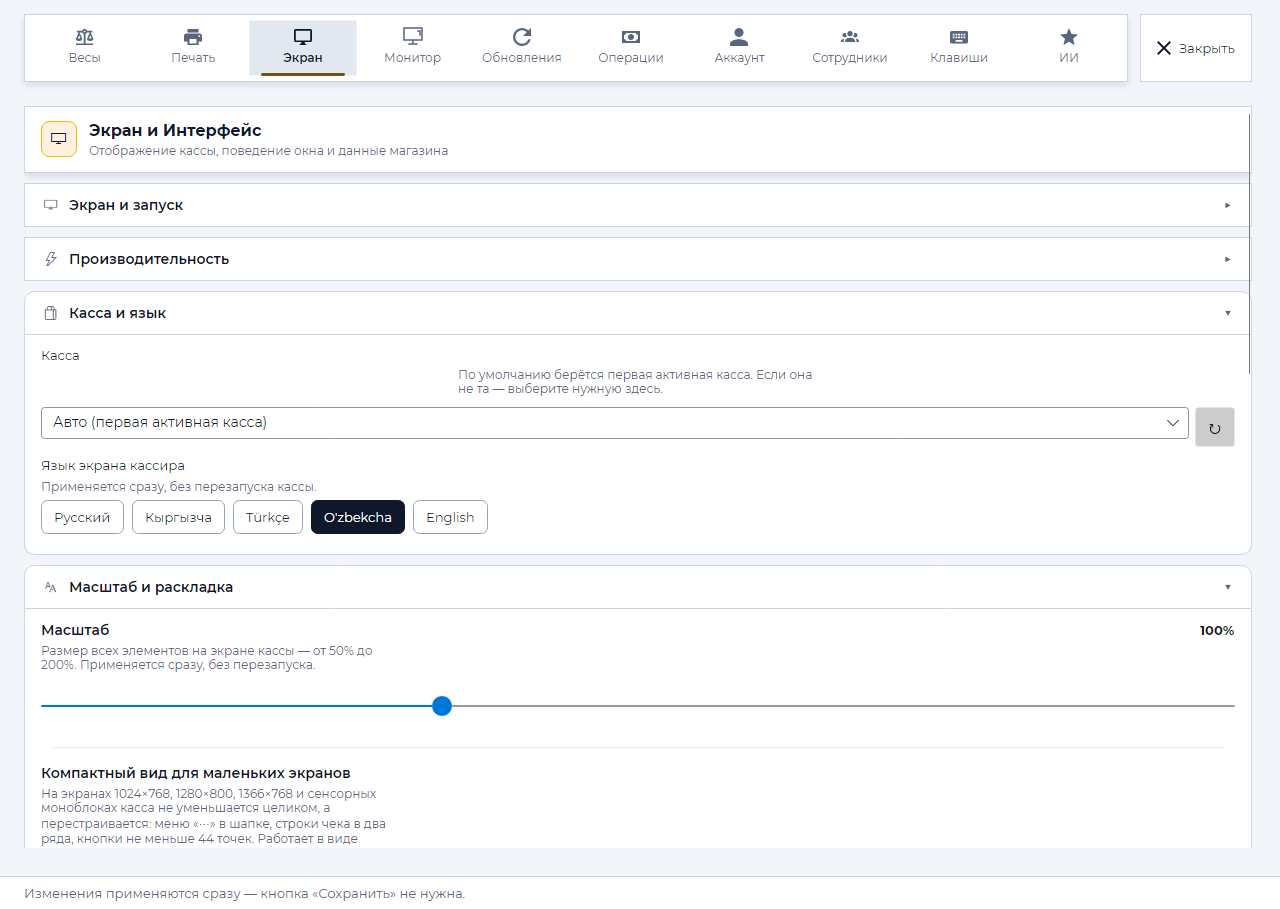 Весы
Печать
Экран
Монитор
Обновления
Операции
Аккаунт
Сотрудники
Клавиши
ИИ
Закрыть
Экран и Интерфейс
Отображение кассы, поведение окна и данные магазина
Экран и запуск
Производительность
Касса и язык
Касса
По умолчанию берётся первая активная касса. Если она
не та — выберите нужную здесь.
Авто (первая активная касса)
Язык экрана кассира
Применяется сразу, без перезапуска кассы.
Русский
Кыргызча
Türkçe
O'zbekcha
English
Масштаб и раскладка
Масштаб
100%
Размер всех элементов на экране кассы — от 50% до
200%. Применяется сразу, без перезапуска.
Компактный вид для маленьких экранов
На экранах 1024×768, 1280×800, 1366×768 и сенсорных
моноблоках касса не уменьшается целиком, а
перестраивается: меню «···» в шапке, строки чека в два
ряда, кнопки не меньше 44 точек. Работает в виде
Изменения применяются сразу — кнопка «Сохранить» не нужна.